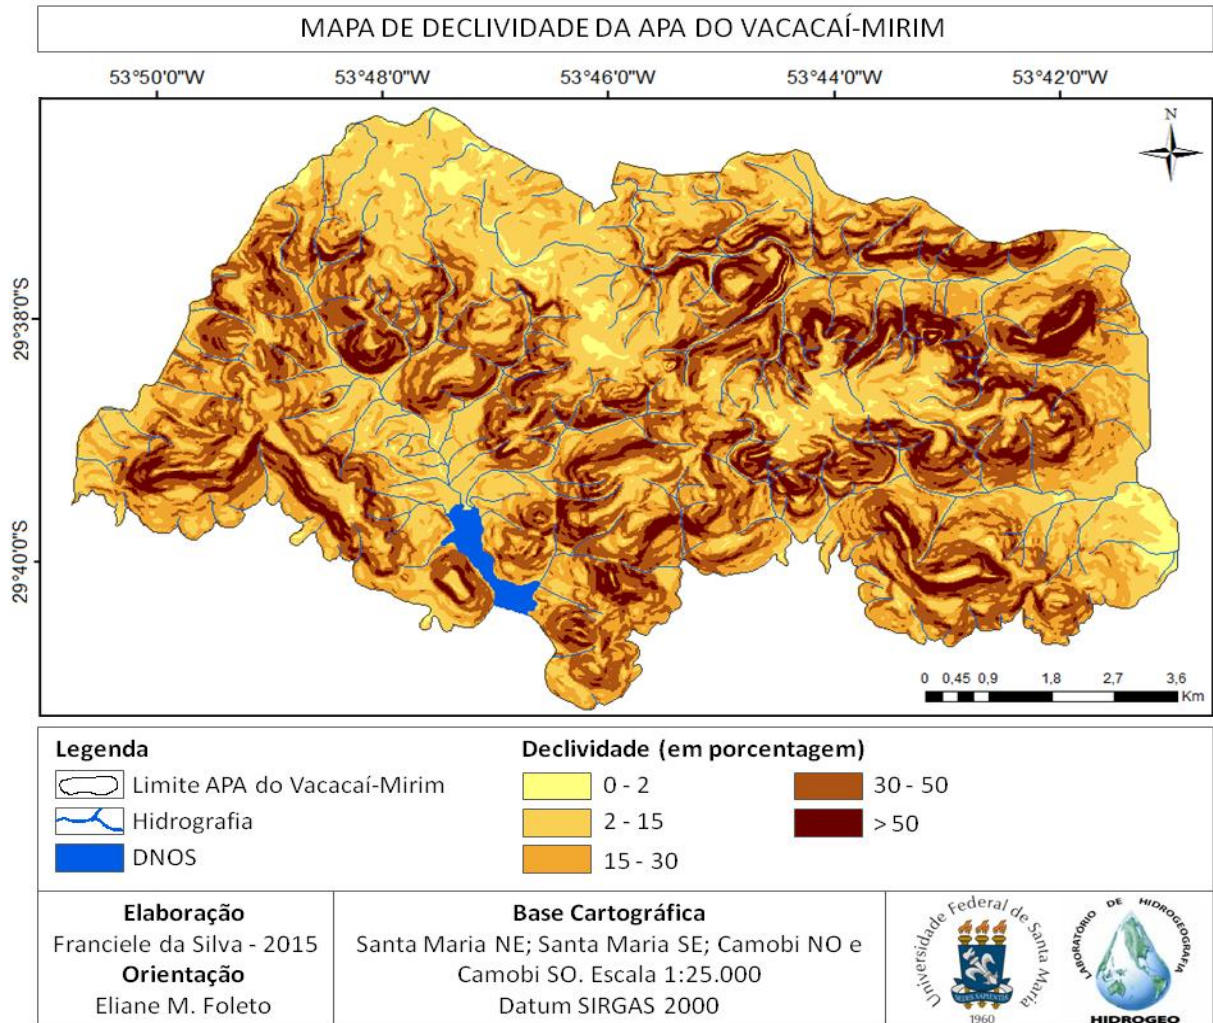 MAPA DE DECLIVIDADE DA APA DO VACACAÍ-MIRIM
53°50'0"W 53°48'0"W 53°46'0"W 53°44'0"W 53°42'0"W
N
29°38'0"S
29°40'0"S
0 0,45 0,9 1,8 2,7 3,6
Km
Legenda
Limite APA do Vacacaí-Mirim
Hidrografia
DNOS
Declividade (em porcentagem)
0 - 2
2 - 15
15 - 30
30 - 50
> 50
Elaboração
Franciele da Silva - 2015
Orientação
Eliane M. Foleto
Base Cartográfica
Santa Maria NE; Santa Maria SE; Camobi NO e
Camobi SO. Escala 1:25.000
Datum SIRGAS 2000
Universidade Federal de Santa Maria
SEDES SAPIENTIAE
1960
LABORATÓRIO DE HIDROGEOGRAFIA
HIDROGEO